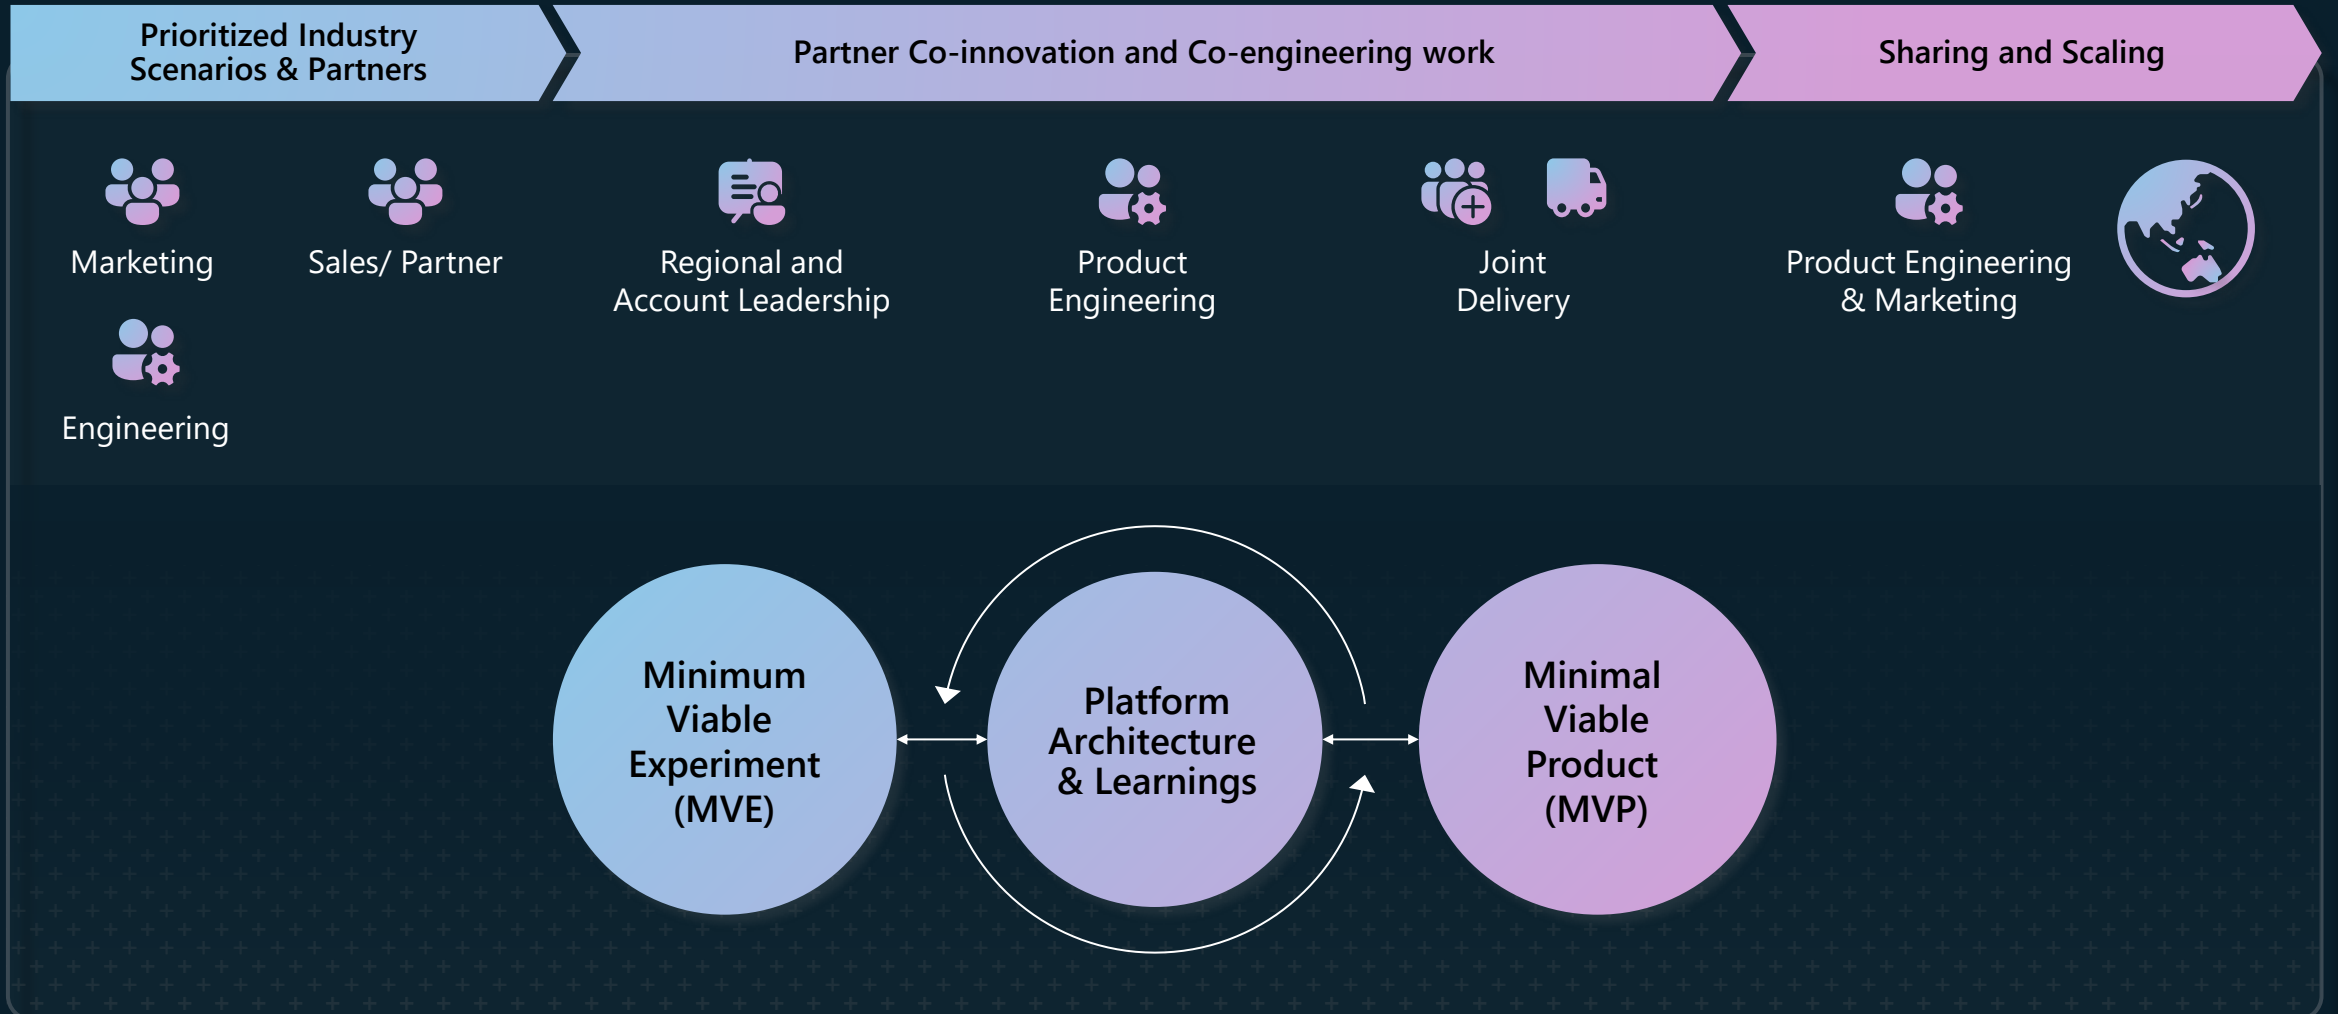 Prioritized Industry
Scenarios & Partners
Partner Co-innovation and Co-engineering work
Sharing and Scaling
Marketing
Sales/ Partner
Regional and
Account Leadership
Product
Engineering
Joint
Delivery
Product Engineering
& Marketing
Engineering
Minimum
Viable
Experiment
(MVE)
Platform
Architecture
& Learnings
Minimal
Viable
Product
(MVP)